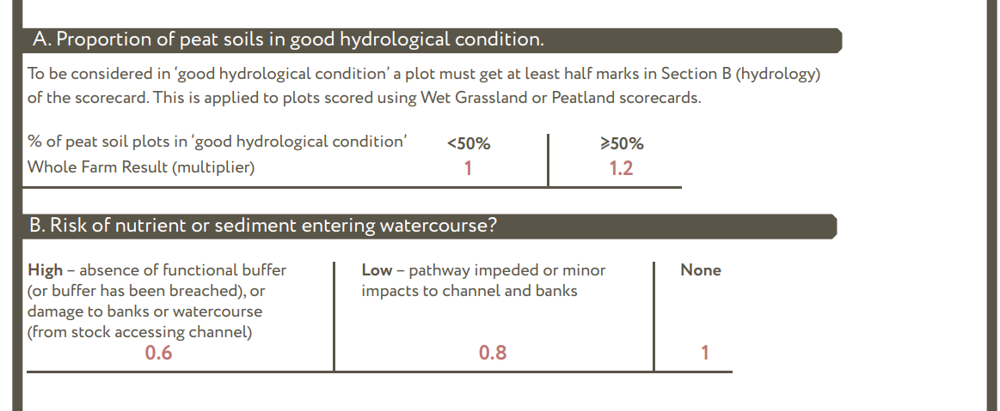 A. Proportion of peat soils in good hydrological condition.
To be considered in ‘good hydrological condition’ a plot must get at least half marks in Section B (hydrology)
of the scorecard. This is applied to plots scored using Wet Grassland or Peatland scorecards.
% of peat soil plots in ‘good hydrological condition’ <50% ⩾50%
Whole Farm Result (multiplier) 1 1.2
B. Risk of nutrient or sediment entering watercourse?
High – absence of functional buffer
(or buffer has been breached), or
damage to banks or watercourse
(from stock accessing channel)
0.6
Low – pathway impeded or minor
impacts to channel and banks
0.8
None
1